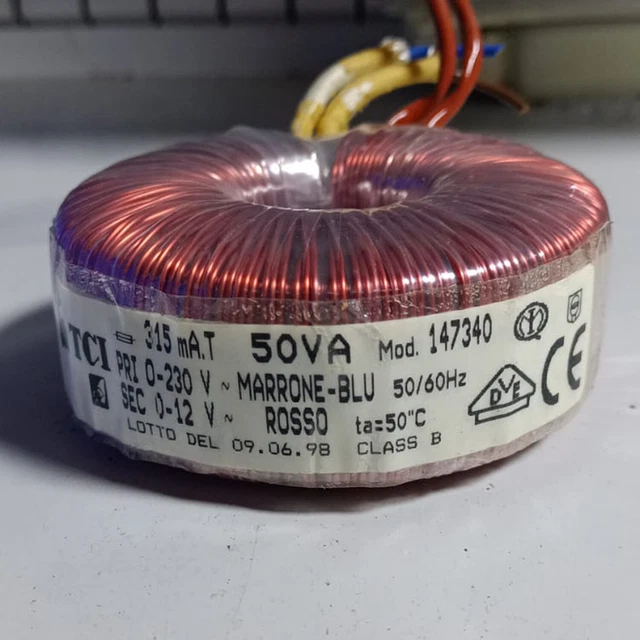 TCI 315 mA.T 50VA Mod. 147340
PRI 0-230 V ~ MARRONE-BLU 50/60Hz
SEC 0-12 V ~ ROSSO ta=50°C
LOTTO DEL 09.06.98 CLASS B
DVE
CE